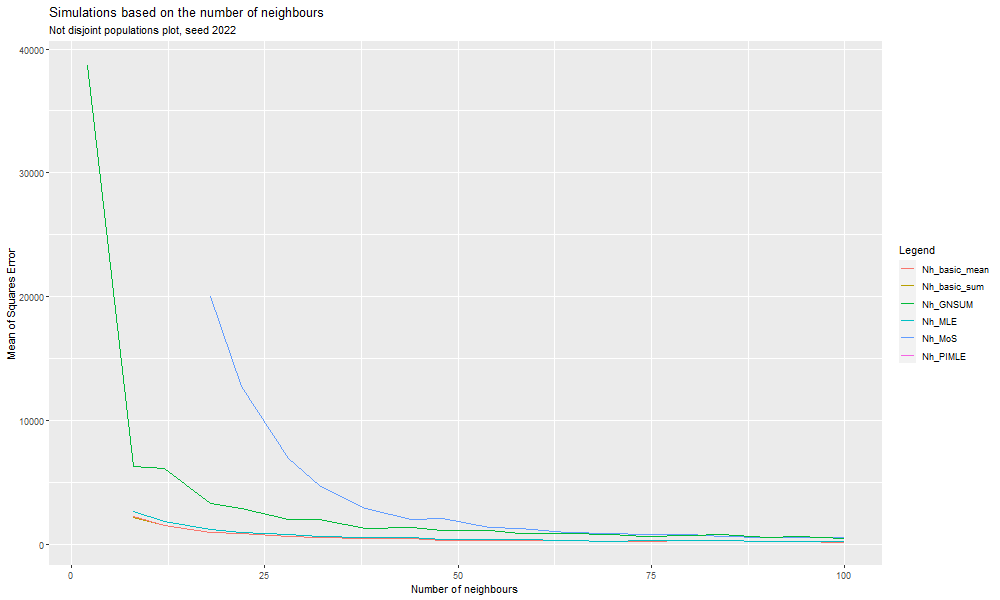 Simulations based on the number of neighbours
Not disjoint populations plot, seed 2022
40000
30000
20000
10000
0
Mean of Squares Error
0
25
50
75
100
Number of neighbours
Legend
Nh_basic_mean
Nh_basic_sum
Nh_GNSUM
Nh_MLE
Nh_MoS
Nh_PIMLE